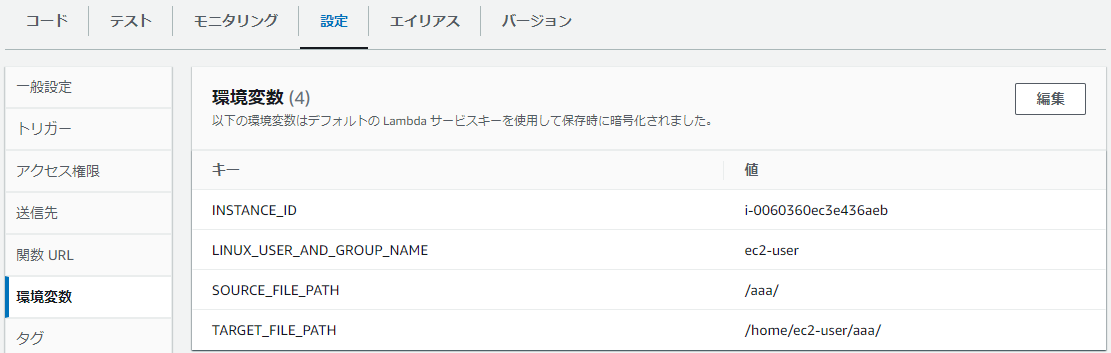 コード テスト モニタリング 設定 エイリアス バージョン
一般設定
トリガー
アクセス権限
送信先
関数 URL
環境変数
タグ
環境変数 (4)
編集
以下の環境変数はデフォルトの Lambda サービスキーを使用して保存時に暗号化されました。
キー 値
INSTANCE_ID i-0060360ec3e436aeb
LINUX_USER_AND_GROUP_NAME ec2-user
SOURCE_FILE_PATH /aaa/
TARGET_FILE_PATH /home/ec2-user/aaa/